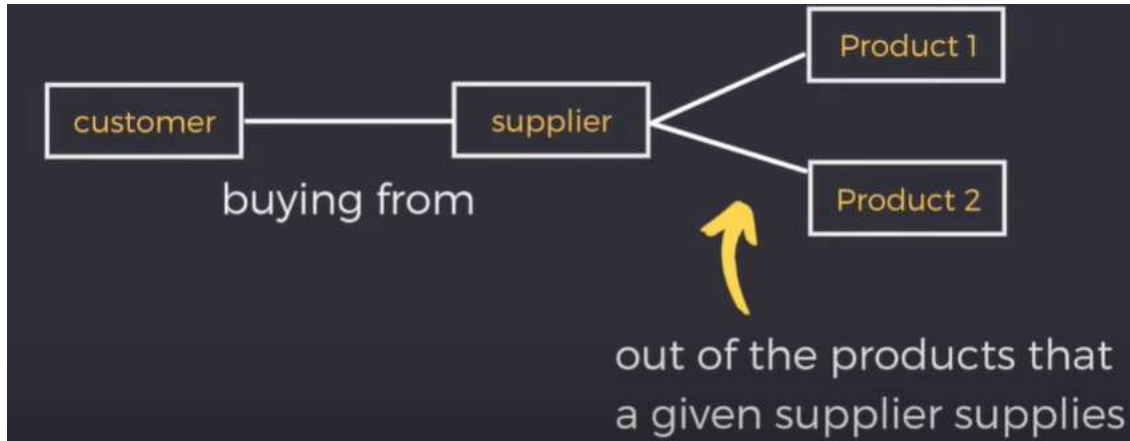 Product 1
customer
supplier
buying from
Product 2
out of the products that
a given supplier supplies